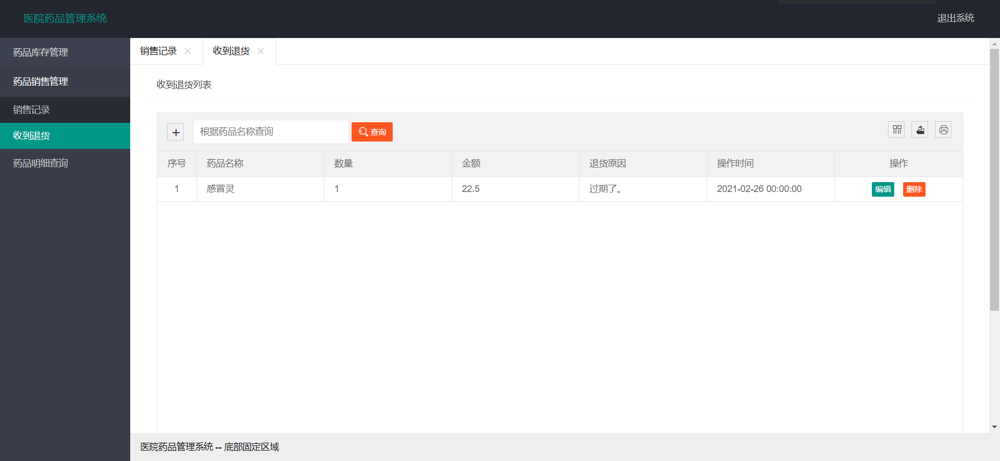 医院药品管理系统
退出系统
药品库存管理
药品销售管理
销售记录
收到退货
药品明细查询
销售记录 收到退货
收到退货列表
根据药品名称查询 查询
序号 药品名称 数量 金额 退货原因 操作时间 操作
1 感冒灵 1 22.5 过期了。 2021-02-26 00:00:00 编辑 删除
医院药品管理系统 -- 底部固定区域